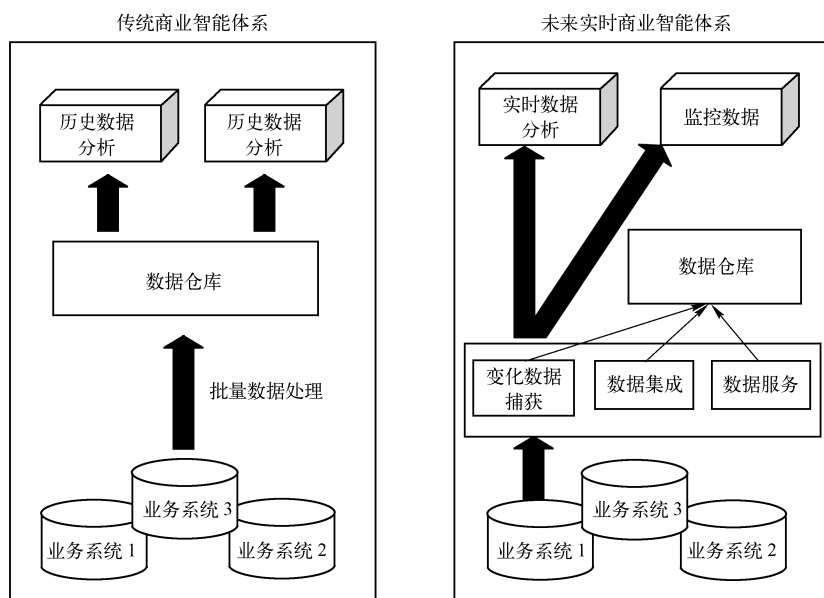 传统商业智能体系
历史数据
分析
历史数据
分析
数据仓库
批量数据处理
业务系统3
业务系统1
业务系统2
未来实时商业智能体系
实时数据
分析
监控数据
数据仓库
变化数据
捕获
数据集成
数据服务
业务系统3
业务系统1
业务系统2